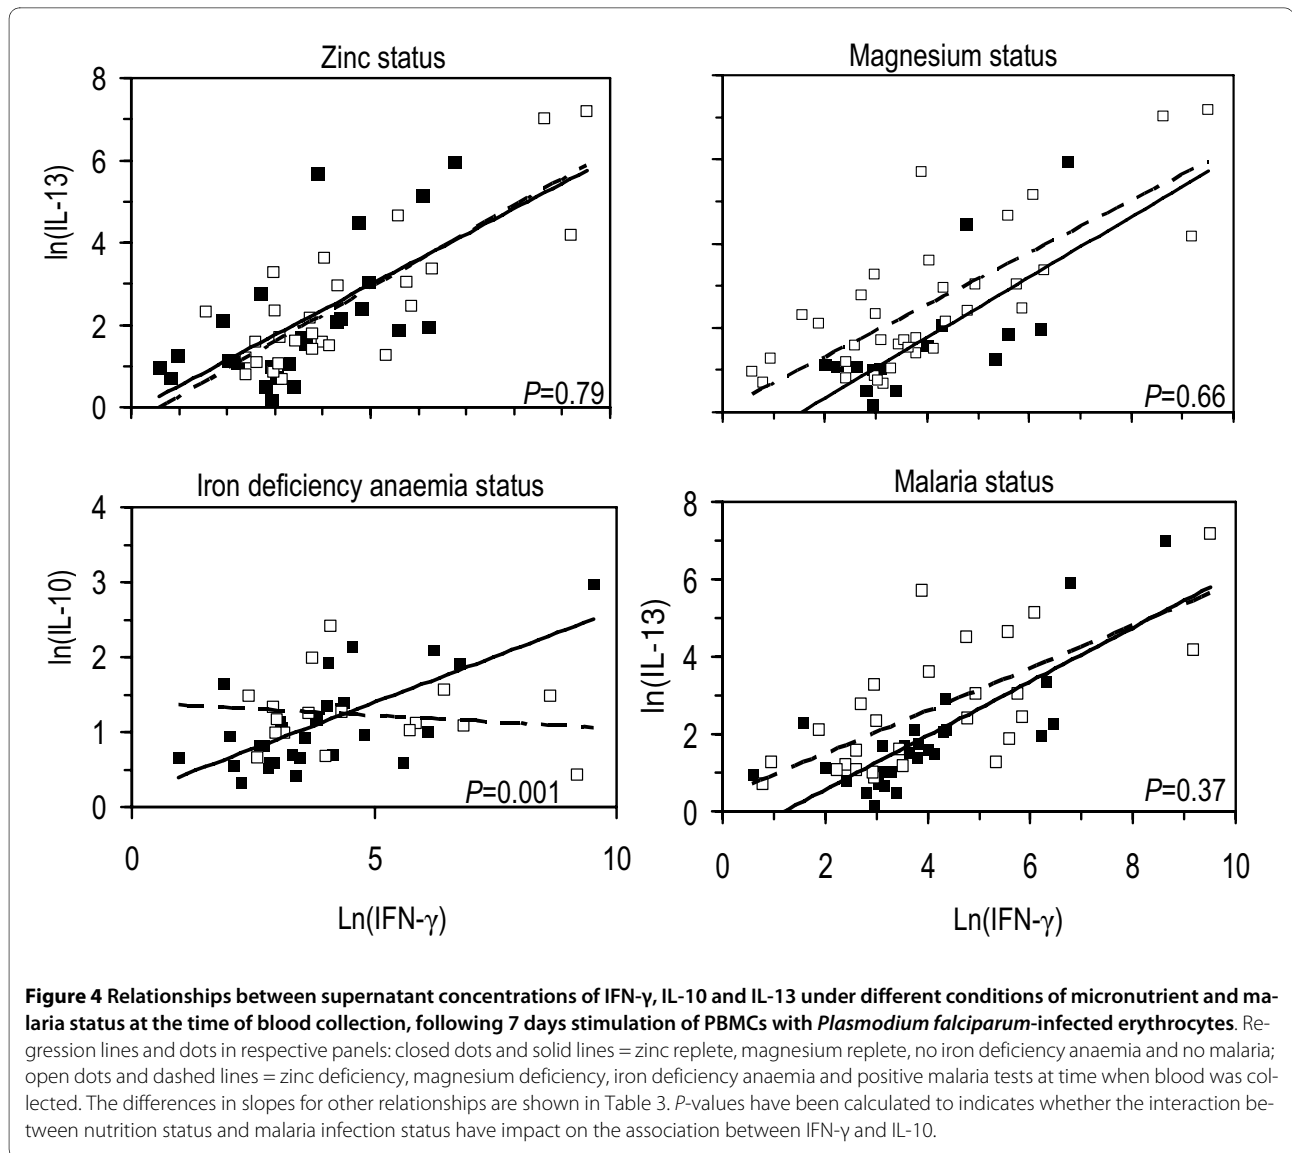 Zinc status
Magnesium status
8
6
4
2
0
ln(IL-13)
P=0.79
P=0.66
Iron deficiency anaemia status
Malaria status
4
3
2
1
0
ln(IL-10)
P=0.001
0
5
10
Ln(IFN-γ)
8
6
4
2
0
ln(IL-13)
P=0.37
0
2
4
6
8
10
Ln(IFN-γ)
Figure 4 Relationships between supernatant concentrations of IFN-γ, IL-10 and IL-13 under different conditions of micronutrient and ma-
laria status at the time of blood collection, following 7 days stimulation of PBMCs with Plasmodium falciparum-infected erythrocytes. Re-
gression lines and dots in respective panels: closed dots and solid lines = zinc replete, magnesium replete, no iron deficiency anaemia and no malaria;
open dots and dashed lines = zinc deficiency, magnesium deficiency, iron deficiency anaemia and positive malaria tests at time when blood was col-
lected. The differences in slopes for other relationships are shown in Table 3. P-values have been calculated to indicates whether the interaction be-
tween nutrition status and malaria infection status have impact on the association between IFN-γ and IL-10.